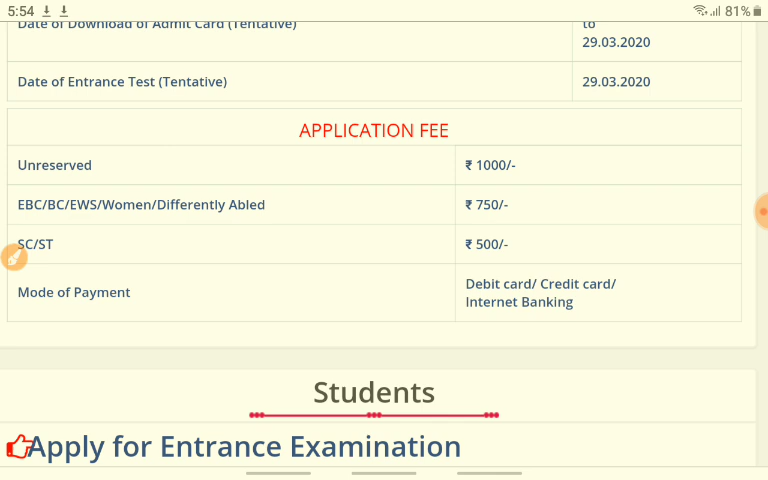 5:54 81%
Date of Download of Admit Card (Tentative) to
29.03.2020
Date of Entrance Test (Tentative) 29.03.2020
APPLICATION FEE
Unreserved ₹ 1000/-
EBC/BC/EWS/Women/Differently Abled ₹ 750/-
SC/ST ₹ 500/-
Mode of Payment Debit card/ Credit card/
Internet Banking
Students
Apply for Entrance Examination